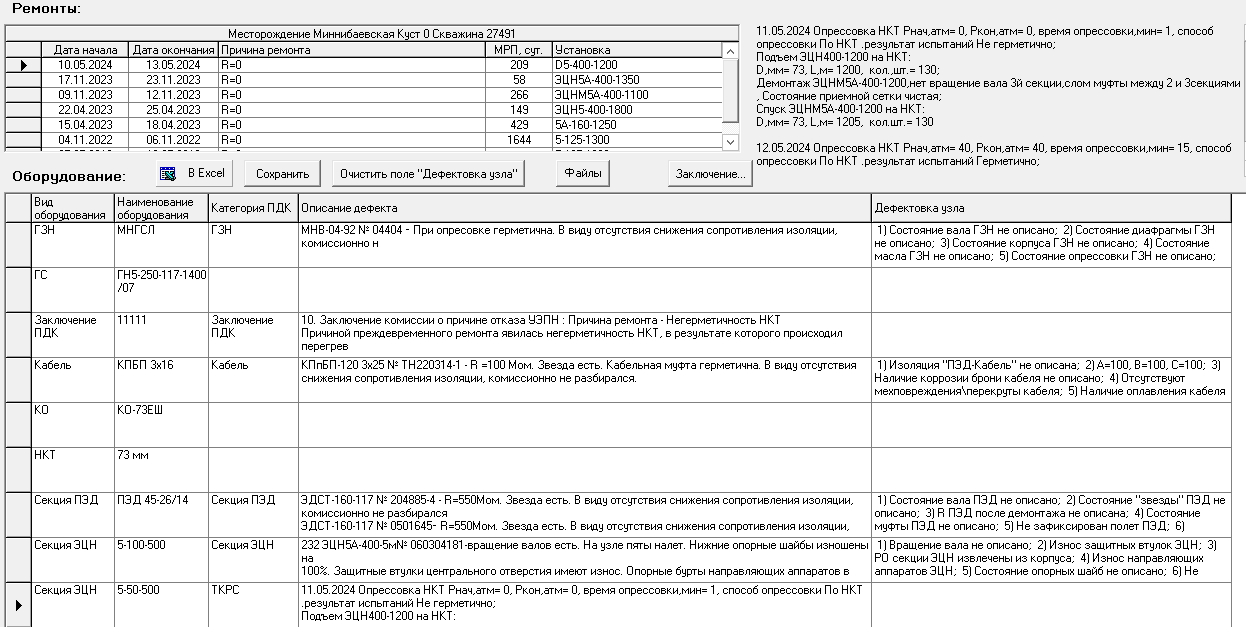 Ремонты:
Месторождение Миннибаевская Куст 0 Скважина 27491
Дата начала Дата окончания Причина ремонта МРП, сут. Установка
10.05.2024 13.05.2024 R=0 209 D5-400-1200
17.11.2023 23.11.2023 R=0 58 ЭЦН5А-400-1350
09.11.2023 12.11.2023 R=0 266 ЭЦНМ5А-400-1100
22.04.2023 25.04.2023 R=0 149 ЭЦН5-400-1800
15.04.2023 18.04.2023 R=0 429 5А-160-1250
04.11.2022 06.11.2022 R=0 1644 5-125-1300
11.05.2024 Опрессовка НКТ Рнач,атм= 0, Ркон,атм= 0, время опрессовки,мин= 1, способ
опрессовки По НКТ .результат испытаний Не герметично;
Подъем ЭЦН400-1200 на НКТ:
D,мм= 73, L,м= 1200, кол.,шт.= 130;
Демонтаж ЭЦНМ5А-400-1200,нет вращение вала 3й секции,слом муфты между 2 и 3секциями
, Состояние приемной сетки чистая;
Спуск ЭЦНМ5А-400-1200 на НКТ:
D,мм= 73, L,м= 1205, кол.шт.= 130
12.05.2024 Опрессовка НКТ Рнач,атм= 40, Ркон,атм= 40, время опрессовки,мин= 15, способ
опрессовки По НКТ .результат испытаний Герметично;
Оборудование:
В Excel
Сохранить
Очистить поле "Дефектовка узла"
Файлы
Заключение...
Вид
оборудования
Наименование
оборудования
Категория ПДК
Описание дефекта
Дефектовка узла
ГЗН
МНГСЛ
ГЗН
МНВ-04-92 № 04404 - При опресовке герметична. В виду отсутствия снижения сопротивления изоляции,
комиссионно н
1) Состояние вала ГЗН не описано; 2) Состояние диафрагмы ГЗН
не описано; 3) Состояние корпуса ГЗН не описано; 4) Состояние
масла ГЗН не описано; 5) Состояние опрессовки ГЗН не описано;
ГС
ГН5-250-117-1400
/07
Заключение
ПДК
11111
Заключение
ПДК
10. Заключение комиссии о причине отказа УЭПН : Причина ремонта - Негерметичность НКТ
Причиной преждевременного ремонта явилась негерметичность НКТ, в результате которого происходил
перегрев
Кабель
КПБП 3х16
Кабель
КПпБП-120 3х25 № ТН220314-1 - R =100 Мом. Звезда есть. Кабельная муфта герметична. В виду отсутствия
снижения сопротивления изоляции, комиссионно не разбирался.
1) Изоляция "ПЭД-Кабель" не описана; 2) А=100, В=100, С=100; 3)
Наличие коррозии брони кабеля не описано; 4) Отсутствуют
мехповреждения\перекруты кабеля; 5) Наличие оплавления кабеля
КО
КО-73ЕШ
НКТ
73 мм
Секция ПЭД
ПЭД 45-26/14
Секция ПЭД
ЭДСТ-160-117 № 204885-4 - R=550Мом. Звезда есть. В виду отсутствия снижения сопротивления изоляции,
комиссионно не разбирался
ЭДСТ-160-117 № 0501645- R=550Мом. Звезда есть. В виду отсутствия снижения сопротивления изоляции,
1) Состояние вала ПЭД не описано; 2) Состояние "звезды" ПЭД не
описано; 3) R ПЭД после демонтажа не описана; 4) Состояние
муфты ПЭД не описано; 5) Не зафиксирован полет ПЭД; 6)
Секция ЭЦН
5-100-500
Секция ЭЦН
232 ЭЦН5А-400-5м№ 060304181-вращение валов есть. На узле пяты налет. Нижние опорные шайбы изношены
на
100%. Защитные втулки центрального отверстия имеют износ. Опорные бурты направляющих аппаратов в
1) Вращение вала не описано; 2) Износ защитных втулок ЭЦН; 3)
РО секции ЭЦН извлечены из корпуса; 4) Износ направляющих
аппаратов ЭЦН; 5) Состояние опорных шайб не описано; 6) Не
Секция ЭЦН
5-50-500
ТКРС
11.05.2024 Опрессовка НКТ Рнач,атм= 0, Ркон,атм= 0, время опрессовки,мин= 1, способ опрессовки По НКТ
.результат испытаний Не герметично;
Подъем ЭЦН400-1200 на НКТ: